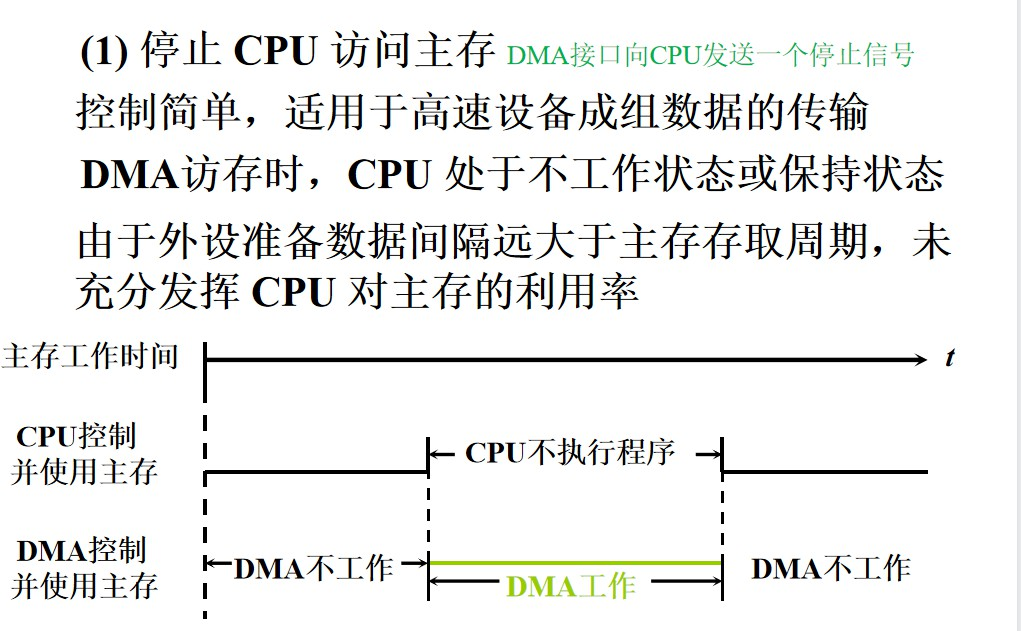 (1) 停止 CPU 访问主存 DMA接口向CPU发送一个停止信号
控制简单，适用于高速设备成组数据的传输
DMA访存时，CPU 处于不工作状态或保持状态
由于外设准备数据间隔远大于主存存取周期，未
充分发挥 CPU 对主存的利用率
主存工作时间
t
CPU控制
并使用主存
CPU不执行程序
DMA控制
并使用主存
DMA不工作
DMA工作
DMA不工作